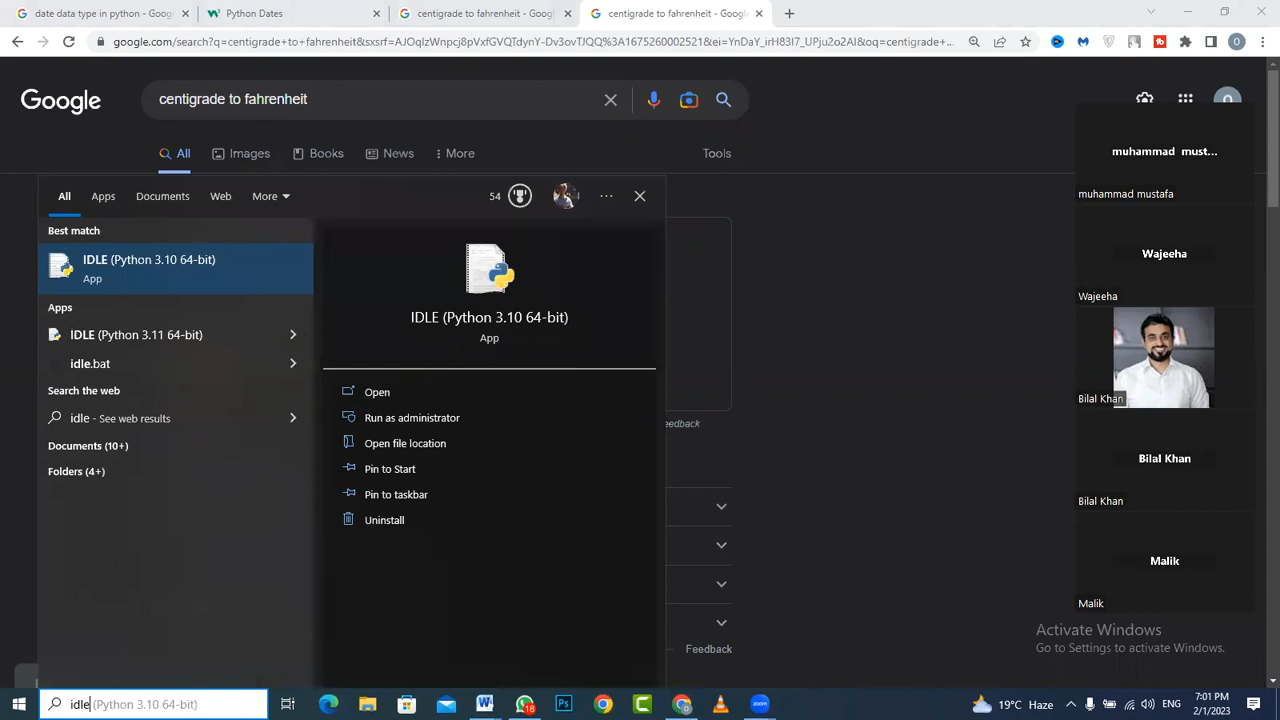 date data type in python - Goog
Python Dates
centigrade to fahrenheit - Googl
centigrade to fahrenheit - Googl
google.com/search?q=centigrade+to+fahrenheit&sxsrf=AJOqlzWnpci8pVxfGVQTdynY-Dv3ovTJQQ%3A1675260002521&ei=YnDaY_irH83I7_UPju2o2AI&oq=centigrade+...
Google
centigrade to fahrenheit
All
Images
Books
News
More
Tools
All
Apps
Documents
Web
More
54
Best match
IDLE (Python 3.10 64-bit)
App
Apps
IDLE (Python 3.11 64-bit)
idle.bat
Search the web
idle - See web results
Documents (10+)
Folders (4+)
IDLE (Python 3.10 64-bit)
App
Open
Run as administrator
Open file location
Pin to Start
Pin to taskbar
Uninstall
eedback
Feedback
muhammad must...
muhammad mustafa
Wajeeha
Wajeeha
Bilal Khan
Bilal Khan
Bilal Khan
Malik
Malik
Activate Windows
Go to Settings to activate Windows.
idle (Python 3.10 64-bit)
18
Ps
zoom
19°C Haze
ENG
7:01 PM
2/1/2023